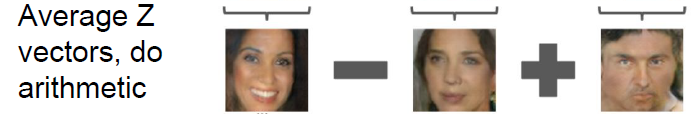 Average Z
vectors, do
arithmetic